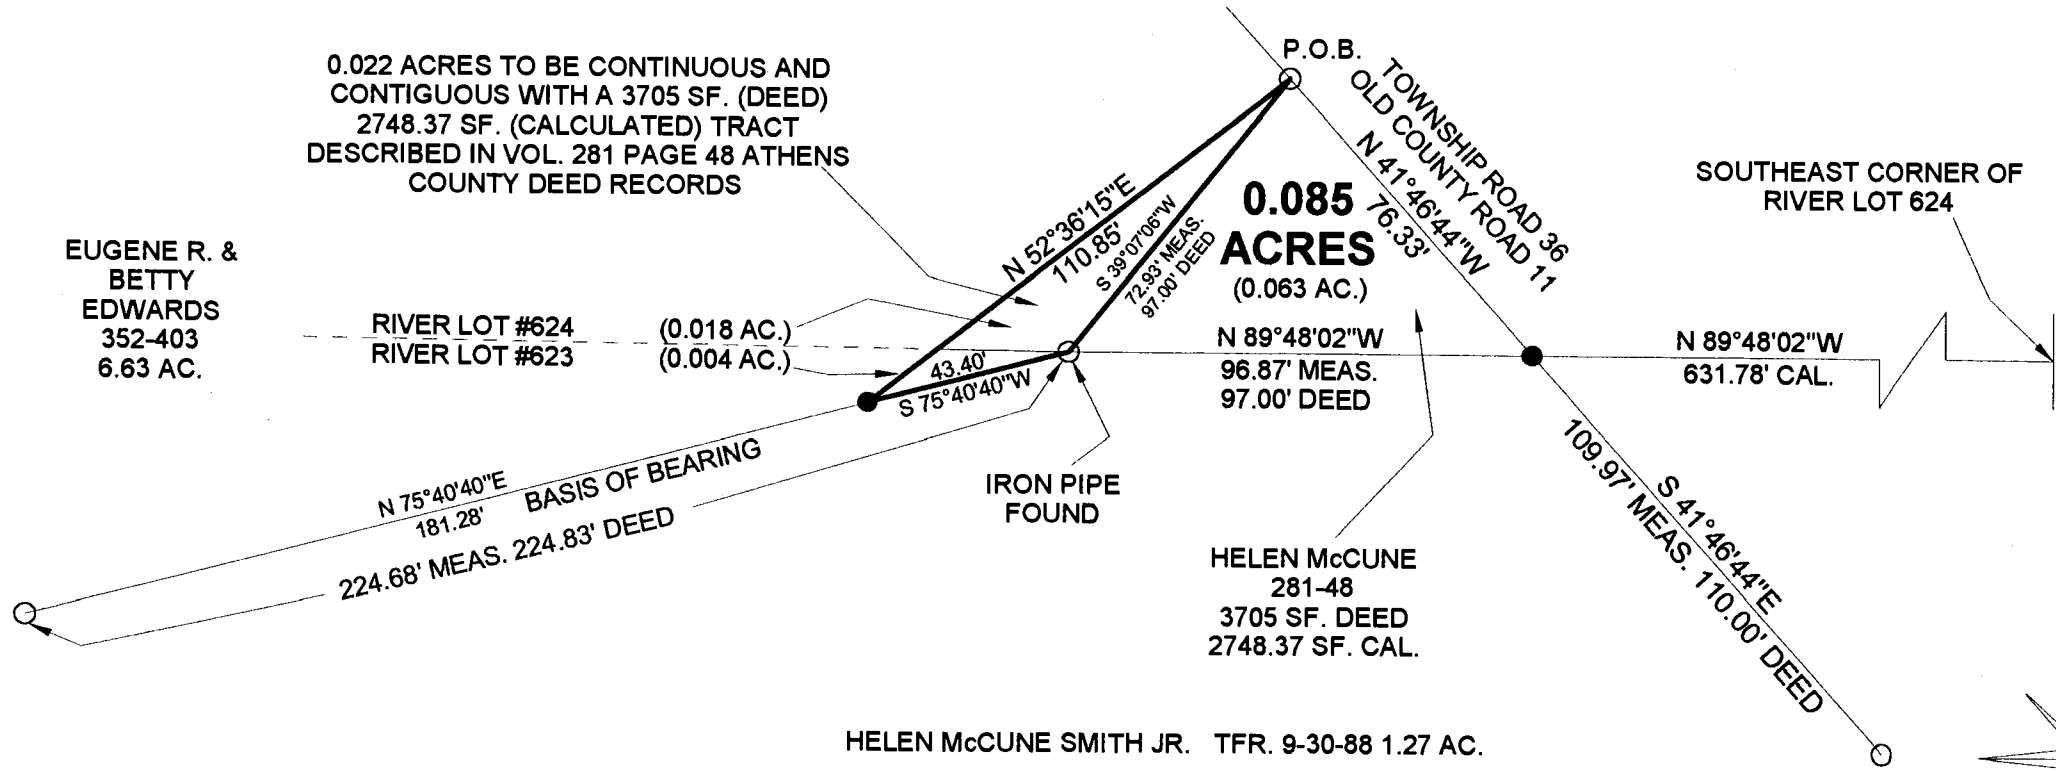 0.022 ACRES TO BE CONTINUOUS AND
CONTIGUOUS WITH A 3705 SF. (DEED)
2748.37 SF. (CALCULATED) TRACT
DESCRIBED IN VOL. 281 PAGE 48 ATHENS
COUNTY DEED RECORDS
P.O.B.
TOWNSHIP ROAD 36
OLD COUNTY ROAD 11
N 41°46'44"W
76.33'
SOUTHEAST CORNER OF
RIVER LOT 624
EUGENE R. &
BETTY
EDWARDS
352-403
6.63 AC.
N 52°36'15"E
110.85'
S 39°07'06"W
72.93' MEAS.
97.00' DEED
0.085
ACRES
(0.063 AC.)
RIVER LOT #624
(0.018 AC.)
RIVER LOT #623
(0.004 AC.)
43.40'
S 75°40'40"W
N 89°48'02"W
96.87' MEAS.
97.00' DEED
N 89°48'02"W
631.78' CAL.
N 75°40'40"E
181.28'
BASIS OF BEARING
224.68' MEAS. 224.83' DEED
IRON PIPE
FOUND
HELEN McCUNE
281-48
3705 SF. DEED
2748.37 SF. CAL.
S 41°46'44"E
109.97' MEAS. 110.00' DEED
HELEN McCUNE SMITH JR. TFR. 9-30-88 1.27 AC.